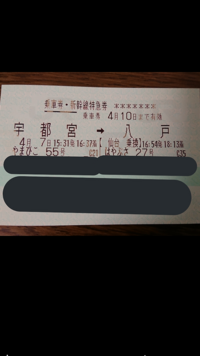 乗車券・新幹線特急券 ＊＊＊＊＊＊＊
乗車券 4月10日まで有効
宇都宮 → 八戸
4月 7日 15:31発 16:37着 [ 仙台 乗換 ] 16:54発 18:13着
やまびこ 55号 はやぶさ 27号